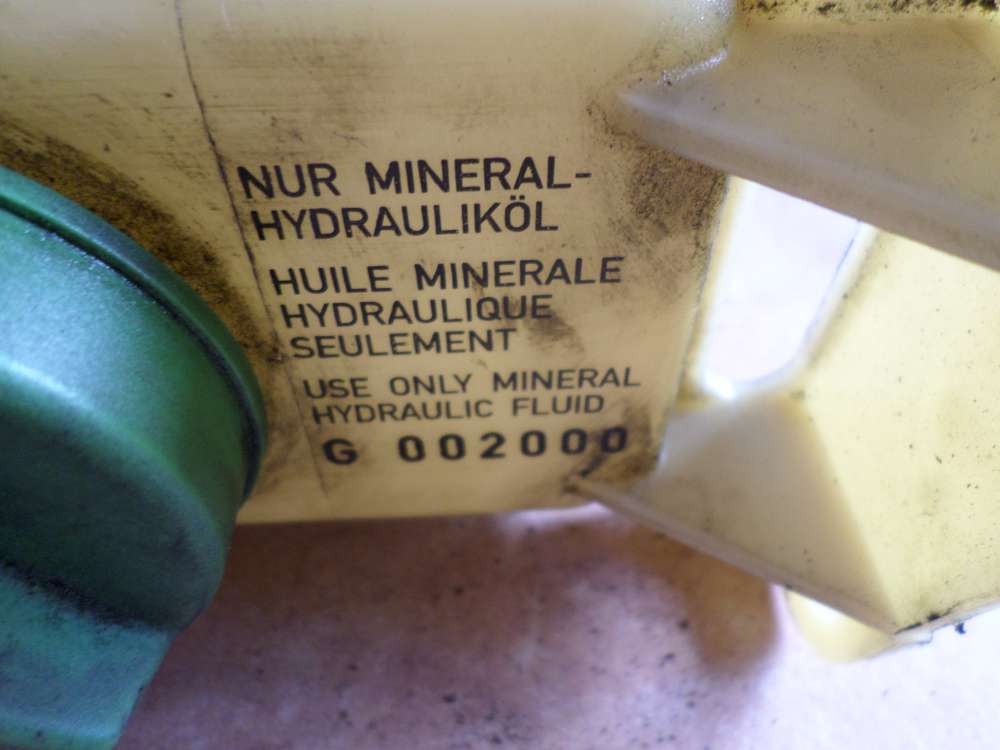 NUR MINERAL-
HYDRAULIKÖL
HUILE MINERALE
HYDRAULIQUE
SEULEMENT
USE ONLY MINERAL
HYDRAULIC FLUID
G 002000